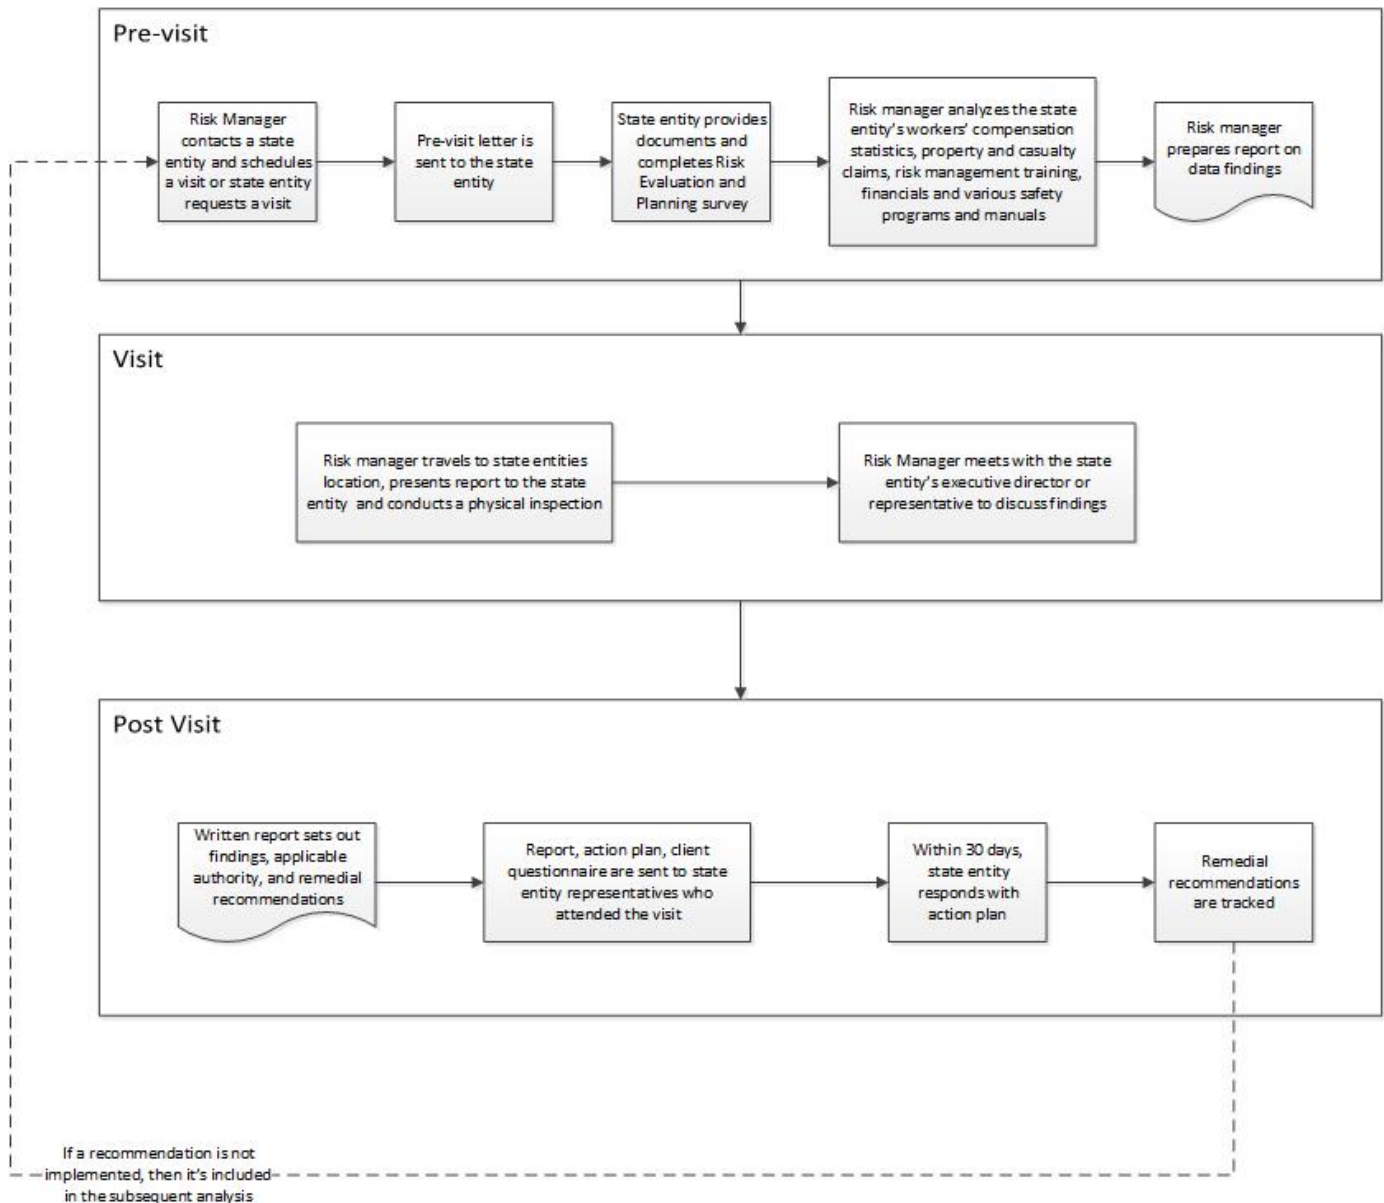 Pre-visit
Risk Manager
contacts a state
entity and schedules
a visit or state entity
requests a visit
Pre-visit letter is
sent to the state
entity
State entity provides
documents and
completes Risk
Evaluation and
Planning survey
Risk manager analyzes the state
entity's workers' compensation
statistics, property and casualty
claims, risk management training,
financials and various safety
programs and manuals
Risk manager
prepares report on
data findings
Visit
Risk manager travels to state entities
location, presents report to the state
entity and conducts a physical inspection
Risk Manager meets with the state
entity's executive director or
representative to discuss findings
Post Visit
Written report sets out
findings, applicable
authority, and remedial
recommendations
Report, action plan, client
questionnaire are sent to state
entity representatives who
attended the visit
Within 30 days,
state entity
responds with
action plan
Remedial
recommendations
are tracked
If a recommendation is not
implemented, then it's included
in the subsequent analysis